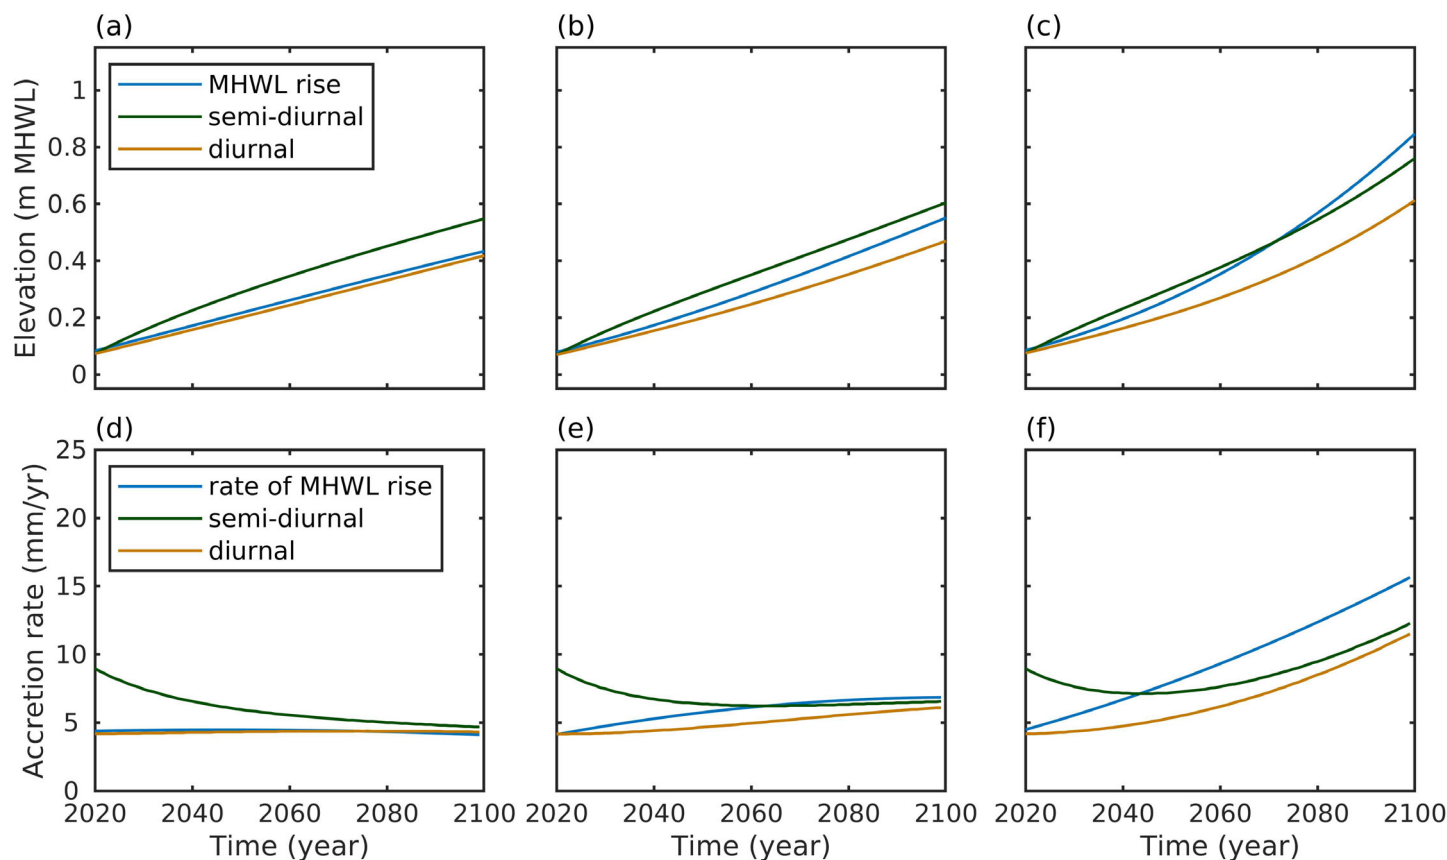 (a) (b) (c)
Elevation (m MHWL)
1
0.8
0.6
0.4
0.2
0
MHWL rise
semi-diurnal
diurnal
(d) (e) (f)
Accretion rate (mm/yr)
25
20
15
10
5
0
rate of MHWL rise
semi-diurnal
diurnal
2020 2040 2060 2080 2100 2020 2040 2060 2080 2100 2020 2040 2060 2080 2100
Time (year) Time (year) Time (year)